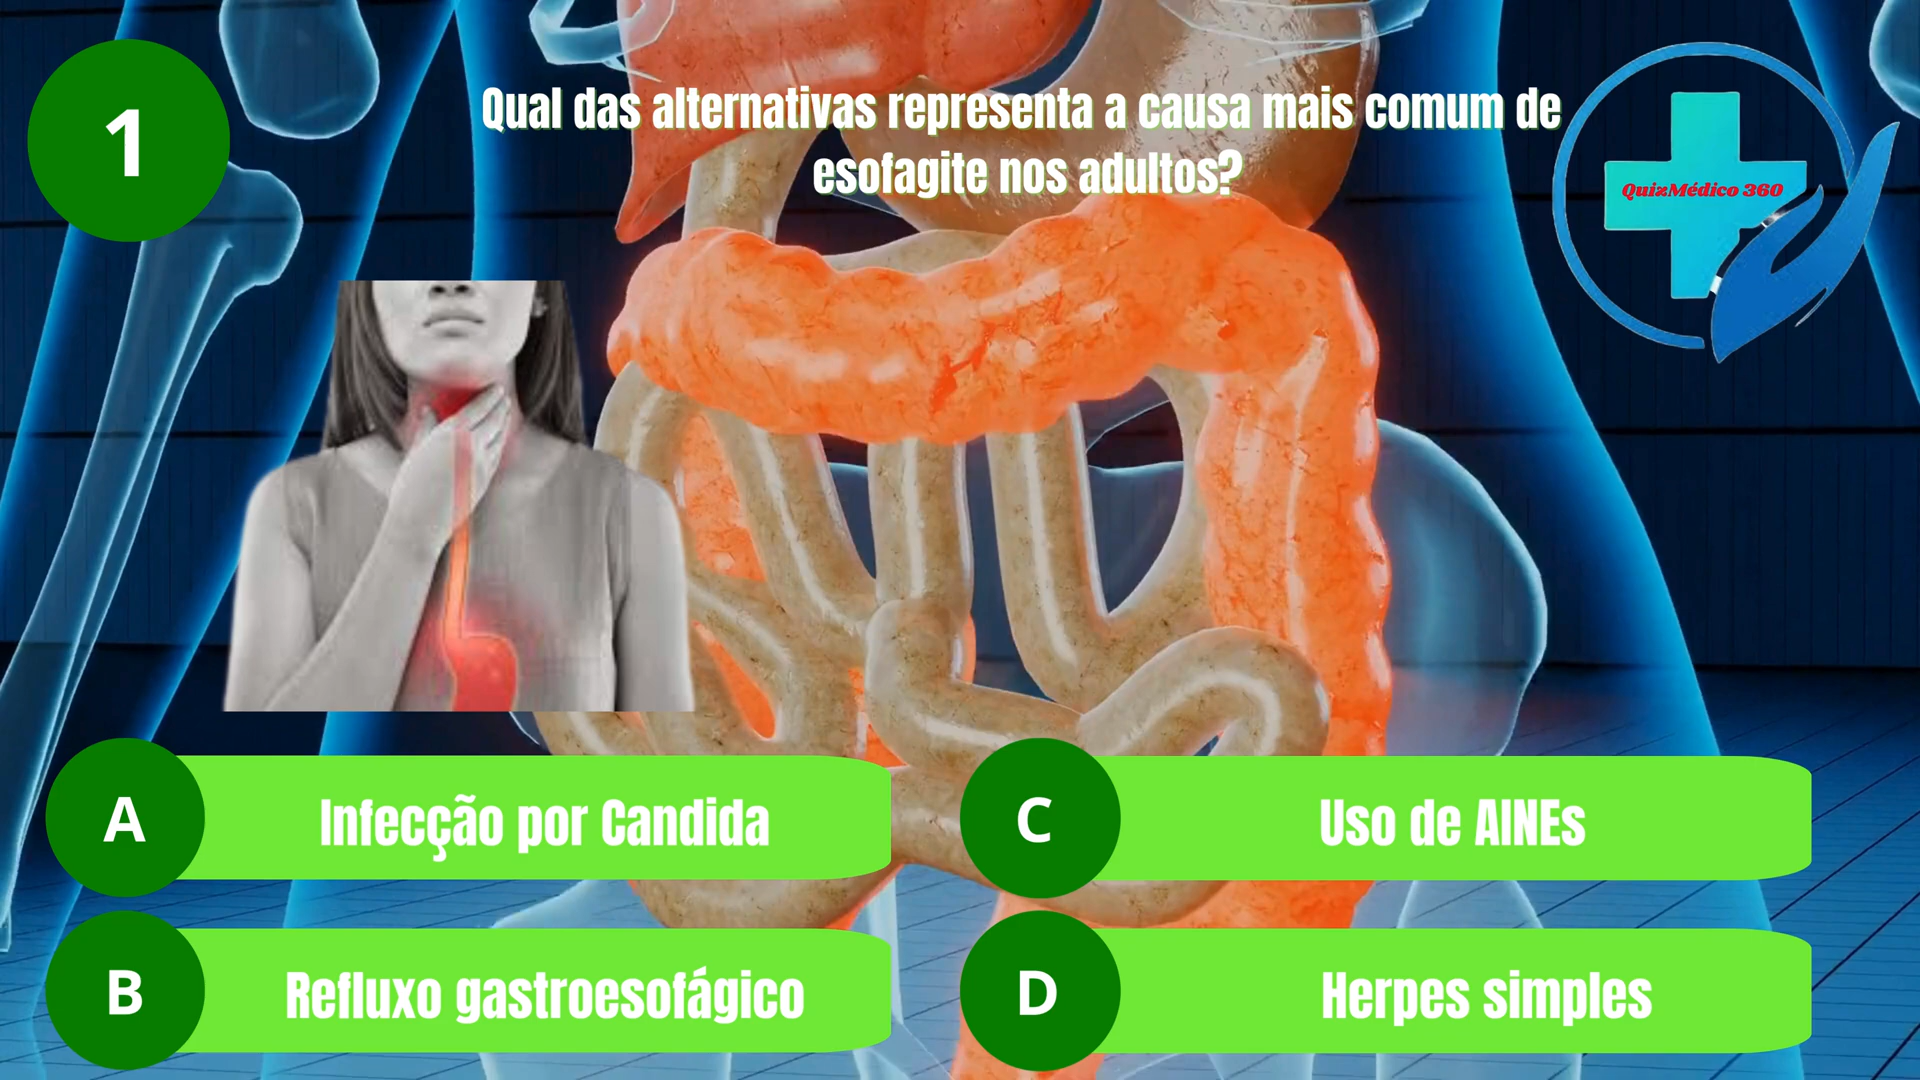 1
Qual das alternativas representa a causa mais comum de
esofagite nos adultos?
QuizMédico 360
A
Infecção por Candida
B
Refluxo gastroesofágico
C
Uso de AINEs
D
Herpes simples